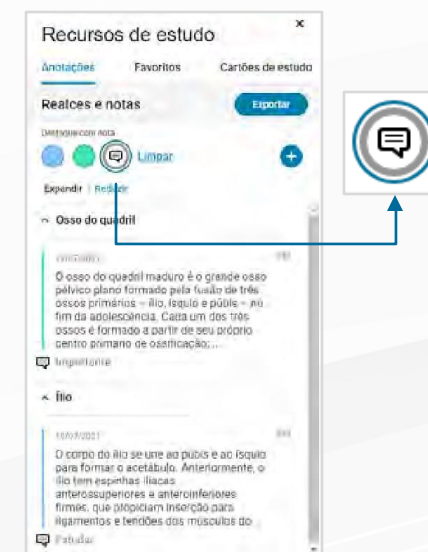 Recursos de estudo
×
Anotações Favoritos Cartões de estudo
Realces e notas Exportar
Destaque com nota
Limpar
Expandir | Reduzir
Osso do quadril
O osso do quadril maduro é o grande osso
pélvico plano formado pela fusão de três
ossos primários – ílio, ísquio e púbis – no
fim da adolescência. Cada um dos três
ossos é formado a partir de seu próprio
centro primário de ossificação;...
Importante
Ílio
O corpo do ílio se une ao púbis e ao ísquio
para formar o acetábulo. Anteriormente, o
ílio tem espinhas ilíacas
anterossuperiores e anteroinferiores
firmes, que propiciam inserção para
ligamentos e tendões dos músculos do
Estudar